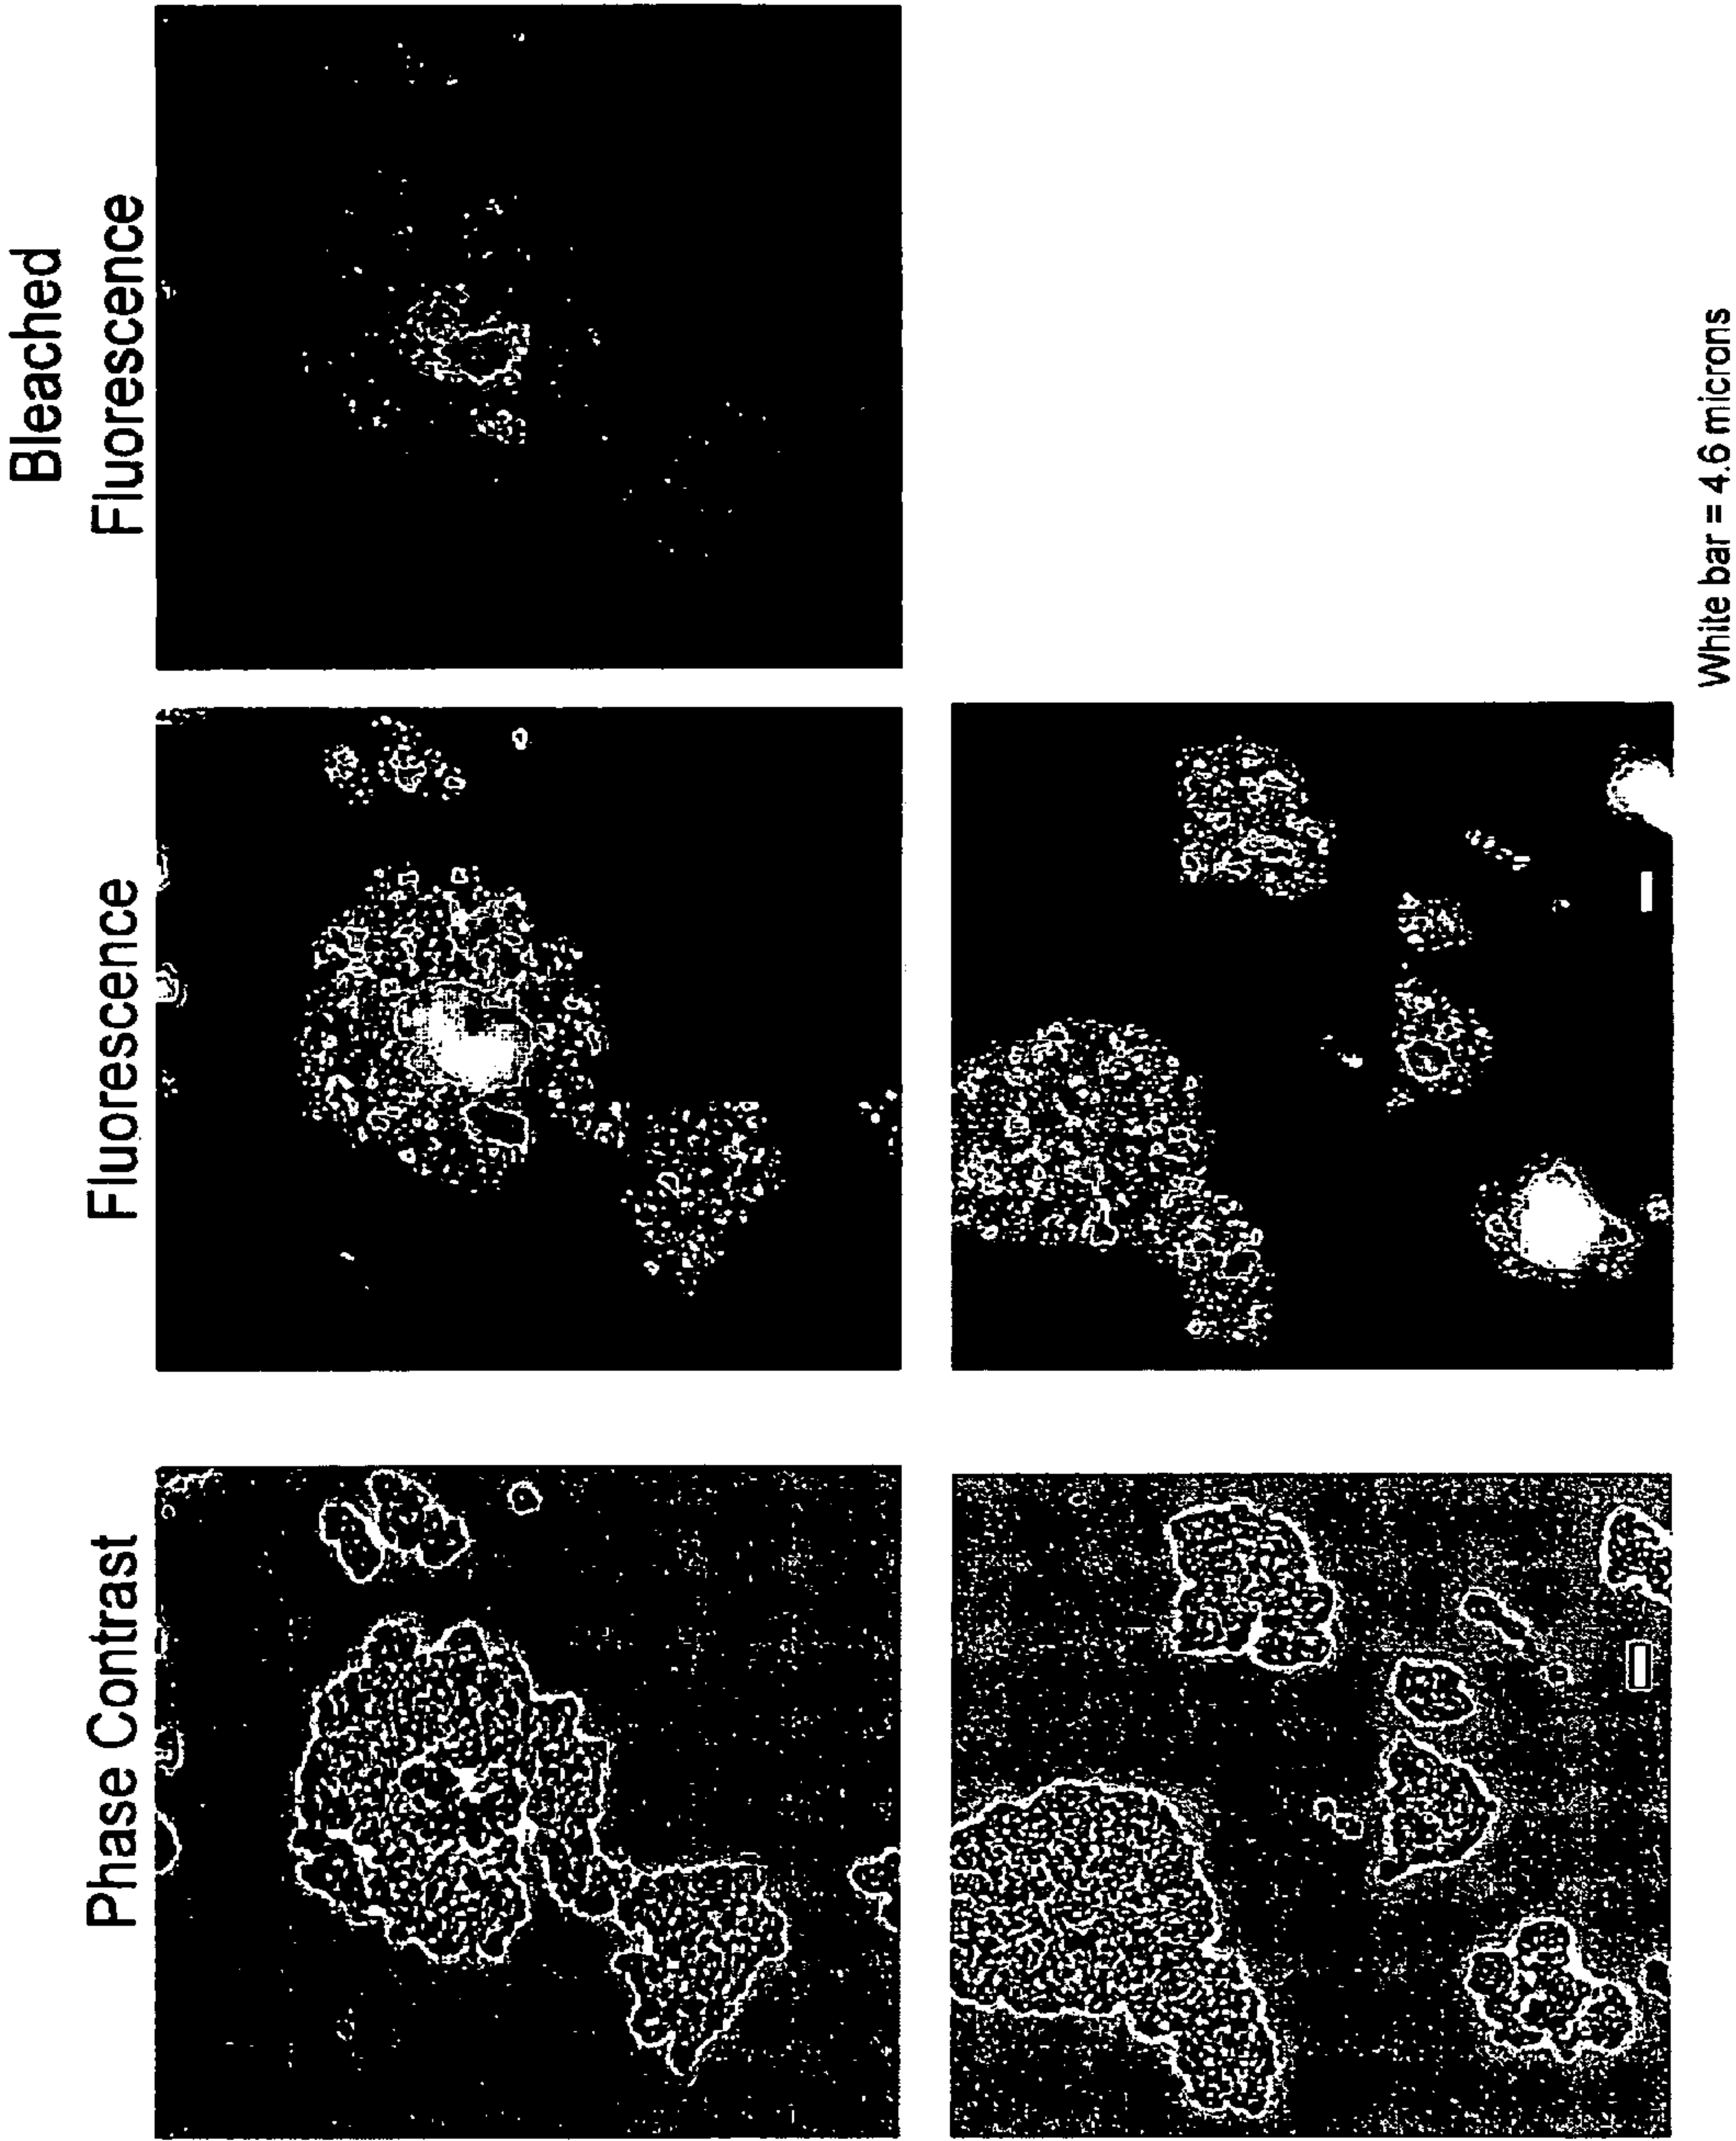 Phase Contrast
Fluorescence
Bleached
Fluorescence
White bar = 4.6 microns